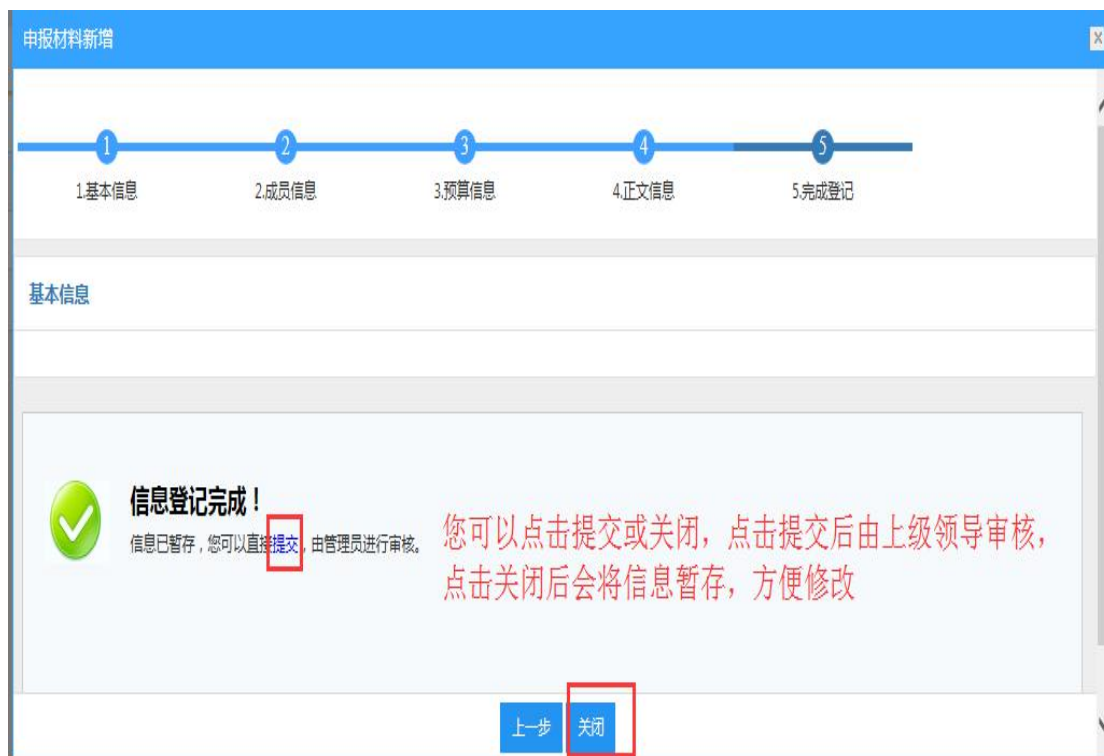 申报材料新增
1 2 3 4 5
1.基本信息 2.成员信息 3.预算信息 4.正文信息 5.完成登记
基本信息
信息登记完成！
信息已暂存，您可以直接提交，由管理员进行审核。
您可以点击提交或关闭，点击提交后由上级领导审核，
点击关闭后会将信息暂存，方便修改
上一步 关闭